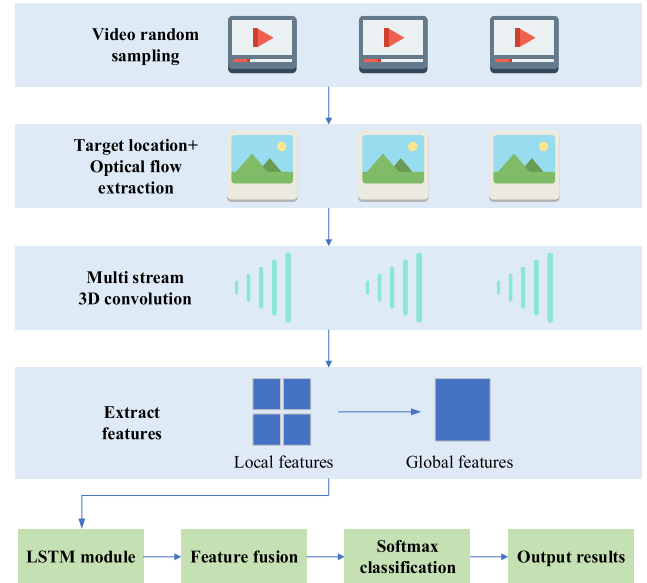 Video random
sampling
Target location+
Optical flow
extraction
Multi stream
3D convolution
Extract
features
Local features
Global features
LSTM module
Feature fusion
Softmax
classification
Output results